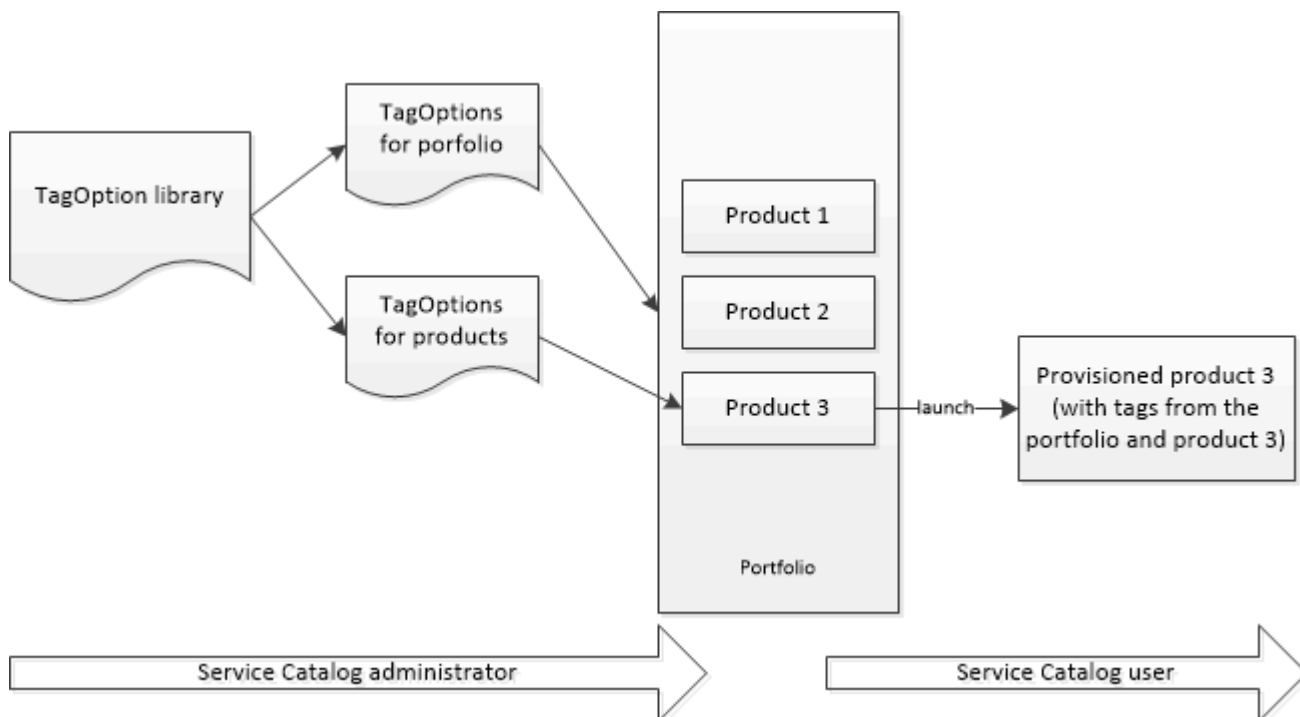 TagOption library
TagOptions
for porfolio
TagOptions
for products
Product 1
Product 2
Product 3
launch
Provisioned product 3
(with tags from the
portfolio and product 3)
Portfolio
Service Catalog administrator
Service Catalog user